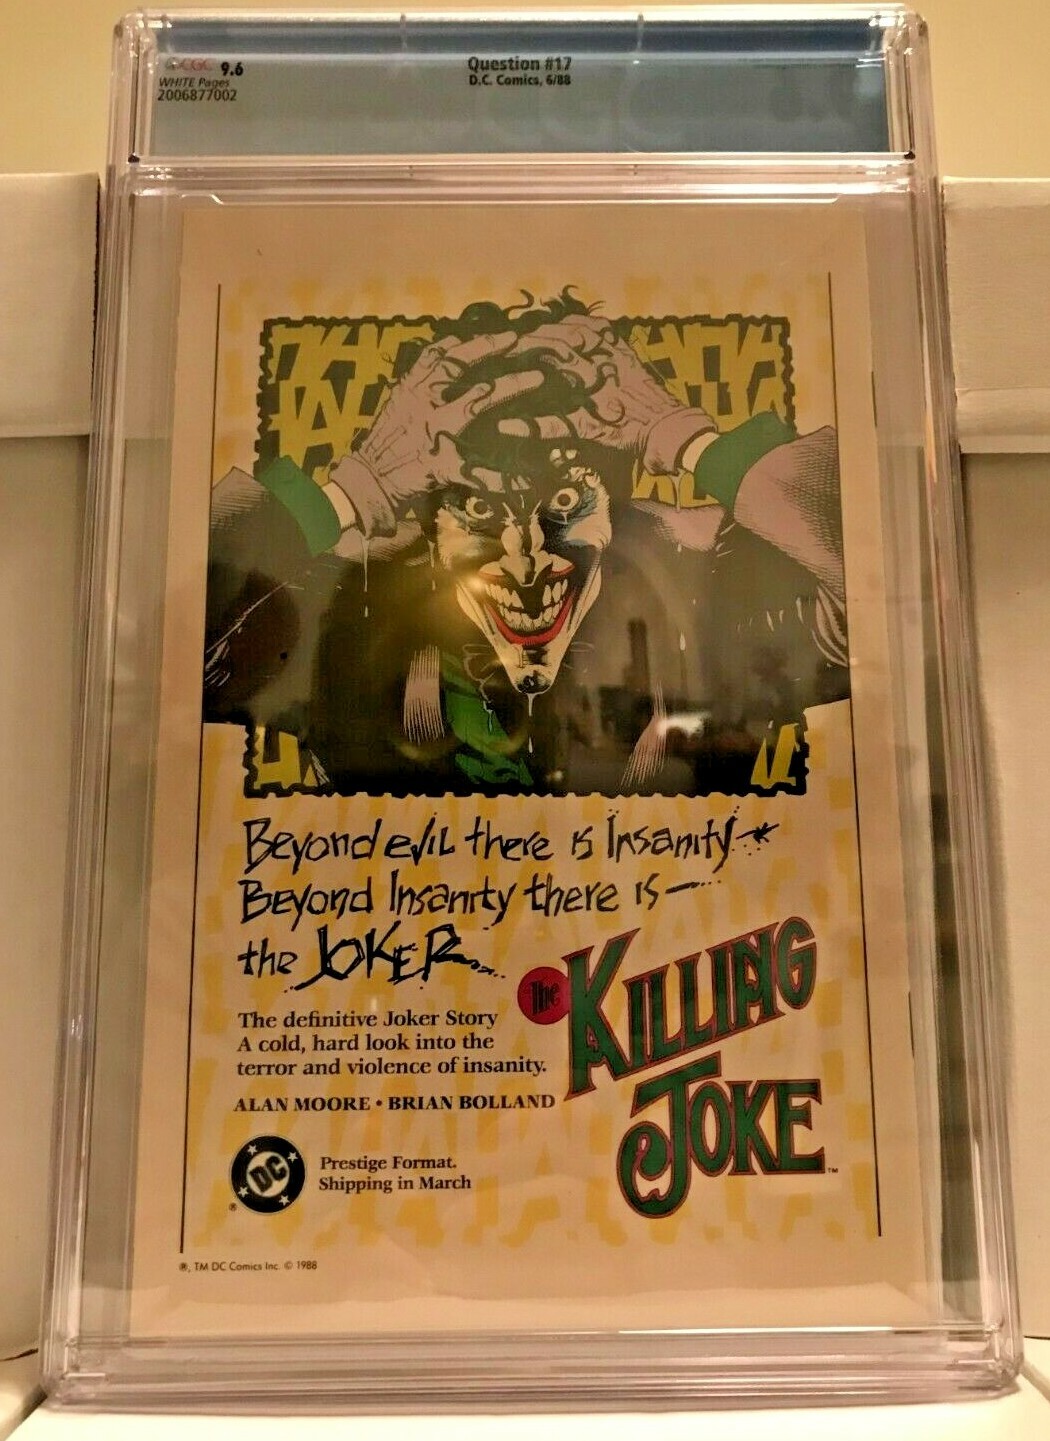 CGC 9.6
WHITE Pages
2006877002
Question #17
D.C. Comics, 6/88
Beyond evil there is Insanity
Beyond Insanity there is—
the JOKER...
The definitive Joker Story
A cold, hard look into the
terror and violence of insanity.
ALAN MOORE • BRIAN BOLLAND
The KILLING
JOKE™
DC
®
Prestige Format.
Shipping in March
®, TM DC Comics Inc. © 1988